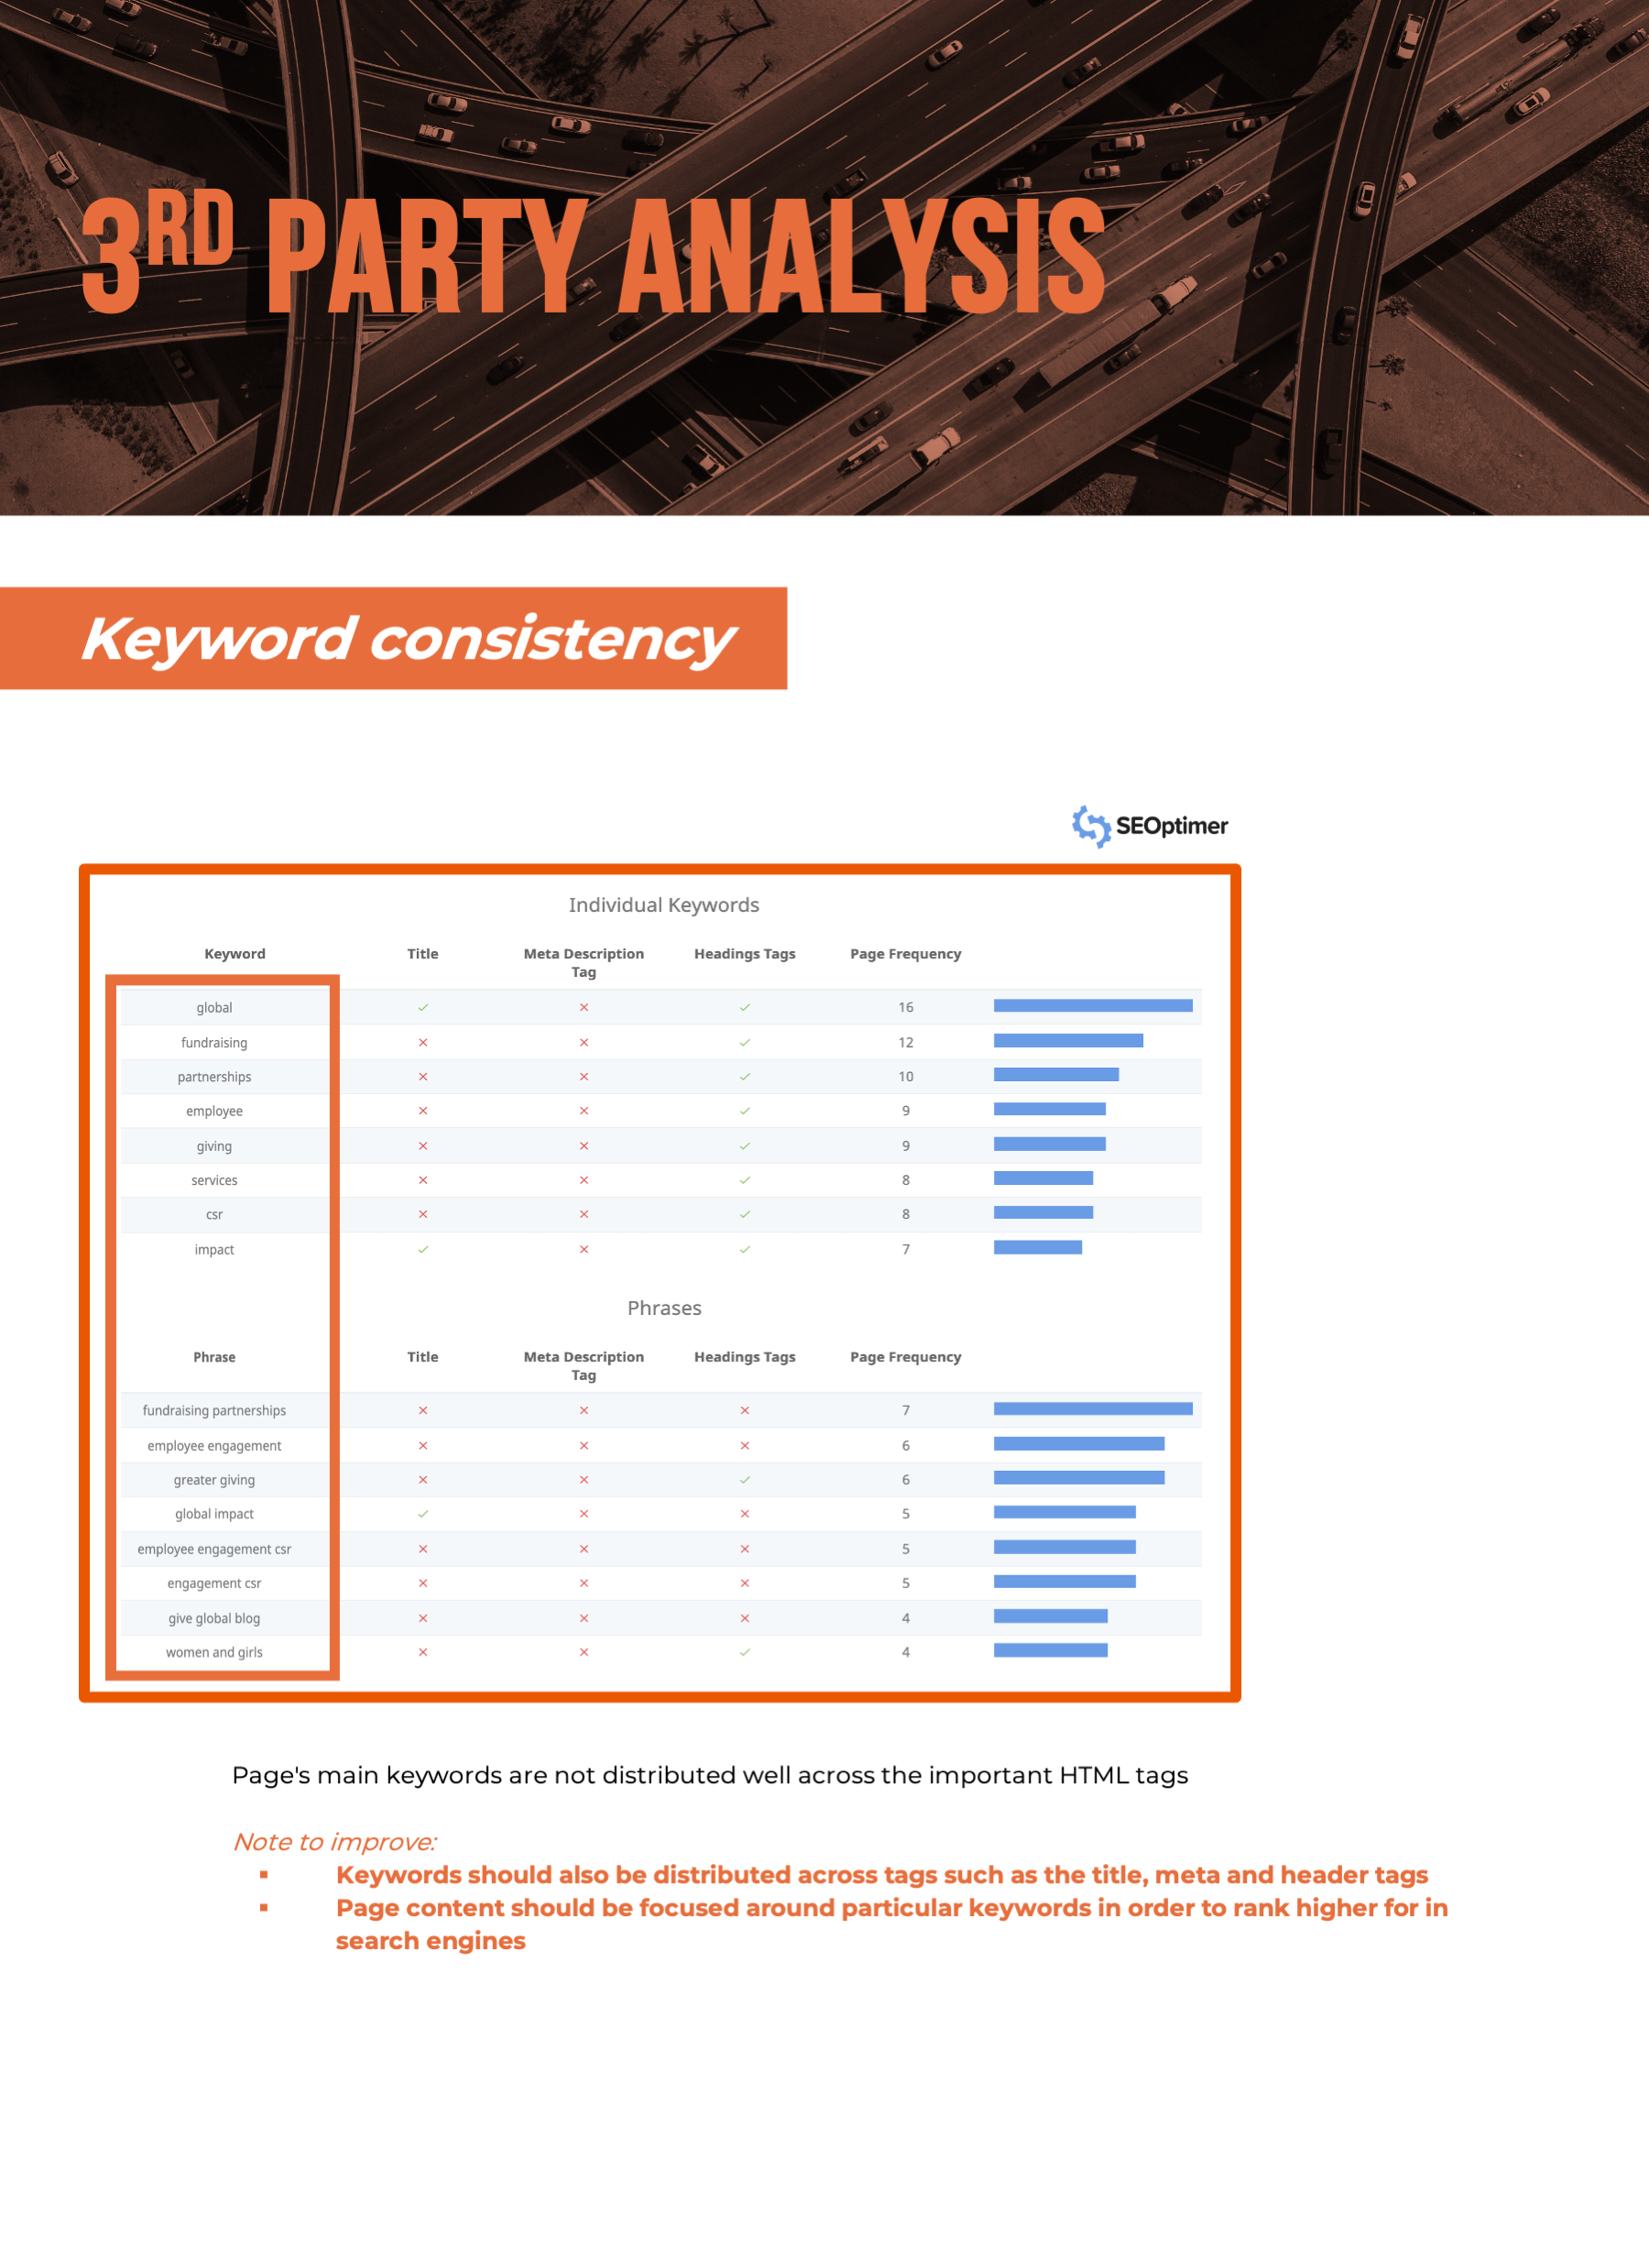 3RD PARTY ANALYSIS
Keyword consistency
SEOptimer
Individual Keywords
Keyword Title Meta Description Tag Headings Tags Page Frequency
global ✓ ✕ ✓ 16
fundraising ✕ ✕ ✓ 12
partnerships ✕ ✕ ✓ 10
employee ✕ ✕ ✓ 9
giving ✕ ✕ ✓ 9
services ✕ ✕ ✓ 8
csr ✕ ✕ ✓ 8
impact ✓ ✕ ✓ 7
Phrases
Phrase Title Meta Description Tag Headings Tags Page Frequency
fundraising partnerships ✕ ✕ ✕ 7
employee engagement ✕ ✕ ✕ 6
greater giving ✕ ✕ ✓ 6
global impact ✓ ✕ ✕ 5
employee engagement csr ✕ ✕ ✕ 5
engagement csr ✕ ✕ ✕ 5
give global blog ✕ ✕ ✕ 4
women and girls ✕ ✕ ✓ 4
Page's main keywords are not distributed well across the important HTML tags
Note to improve:
▪ Keywords should also be distributed across tags such as the title, meta and header tags
▪ Page content should be focused around particular keywords in order to rank higher for in
search engines